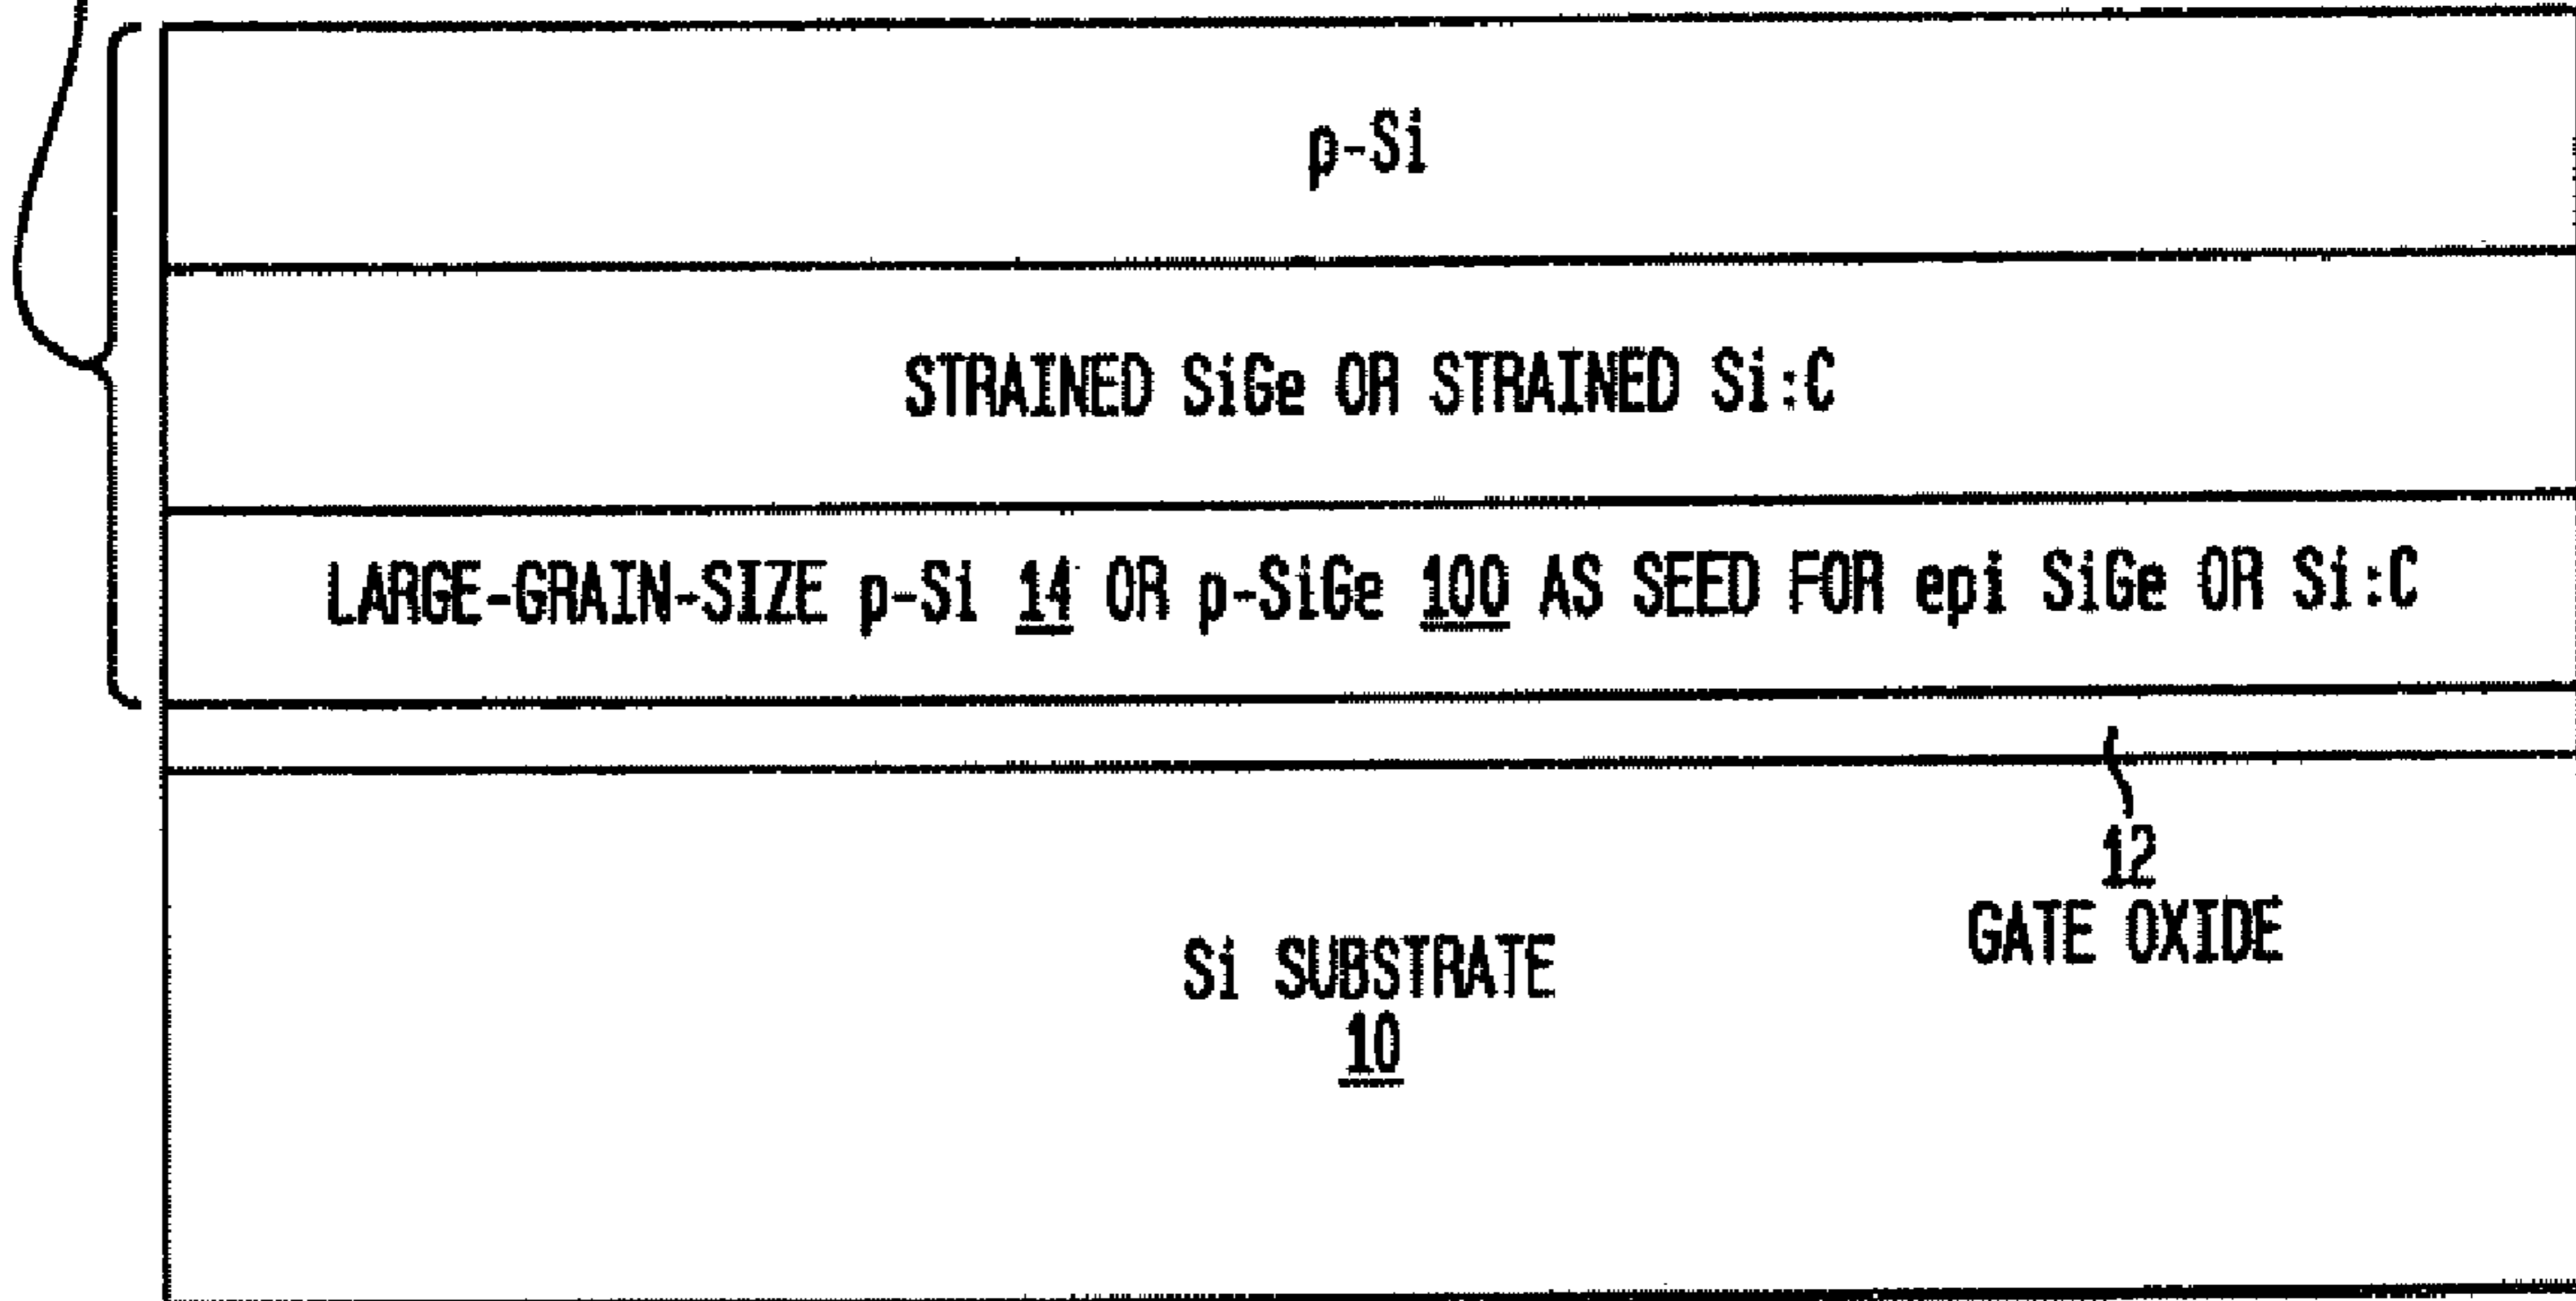 p-Si
STRAINED SiGe OR STRAINED Si:C
LARGE-GRAIN-SIZE p-Si 14 OR p-SiGe 100 AS SEED FOR epi SiGe OR Si:C
12
GATE OXIDE
Si SUBSTRATE
10